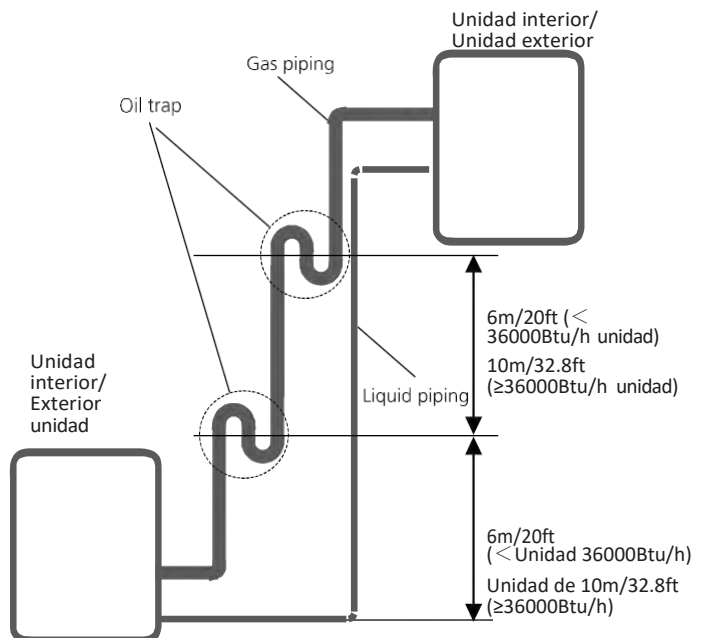 Unidad interior/
Unidad exterior
Gas piping
Oil trap
6m/20ft (＜
36000Btu/h unidad)
10m/32.8ft
(≥36000Btu/h unidad)
Unidad
interior/
Exterior
unidad
Liquid piping
6m/20ft
(＜Unidad 36000Btu/h)
Unidad de 10m/32.8ft
(≥36000Btu/h)